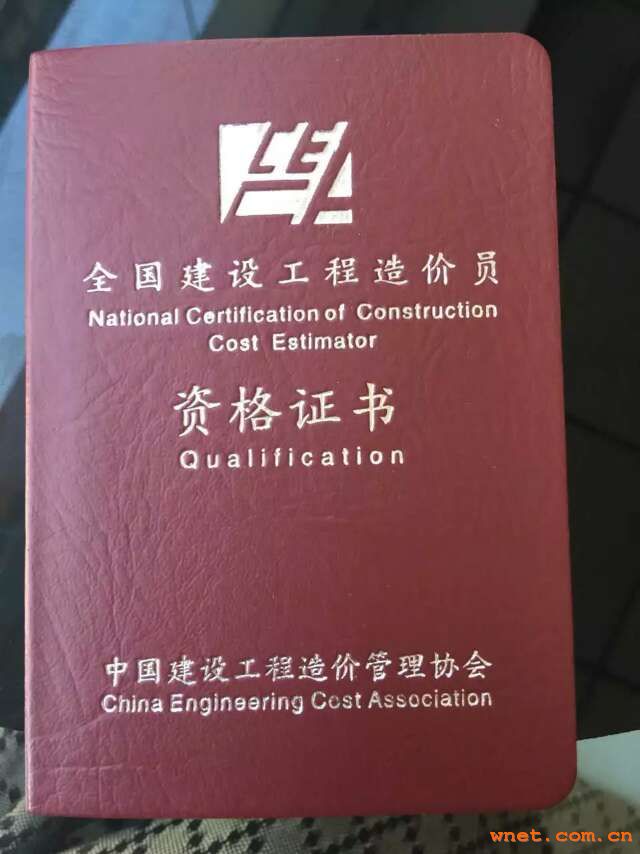 全国建设工程造价员
National Certification of Construction
Cost Estimator
资格证书
Qualification
中国建设工程造价管理协会
China Engineering Cost Association
wnet.com.cn